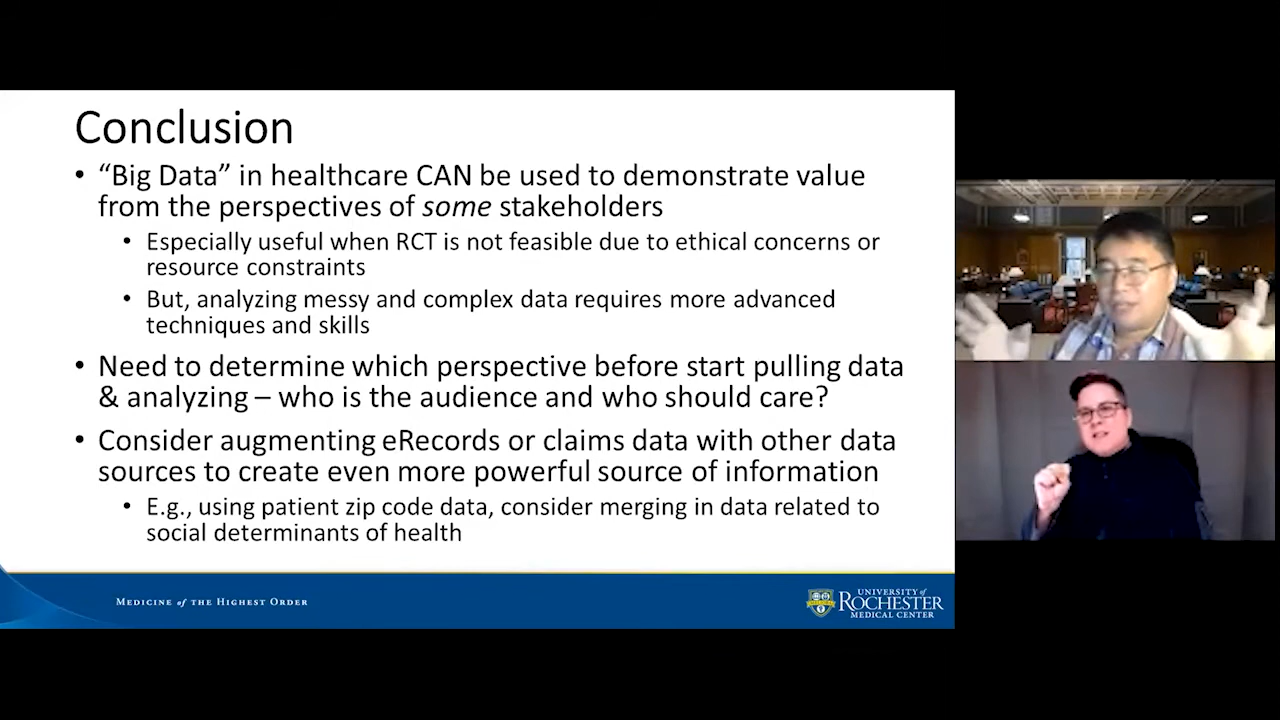 Conclusion
• “Big Data” in healthcare CAN be used to demonstrate value
from the perspectives of some stakeholders
• Especially useful when RCT is not feasible due to ethical concerns or
resource constraints
• But, analyzing messy and complex data requires more advanced
techniques and skills
• Need to determine which perspective before start pulling data
& analyzing – who is the audience and who should care?
• Consider augmenting eRecords or claims data with other data
sources to create even more powerful source of information
• E.g., using patient zip code data, consider merging in data related to
social determinants of health
MEDICINE of THE HIGHEST ORDER
UNIVERSITY of
ROCHESTER
MEDICAL CENTER